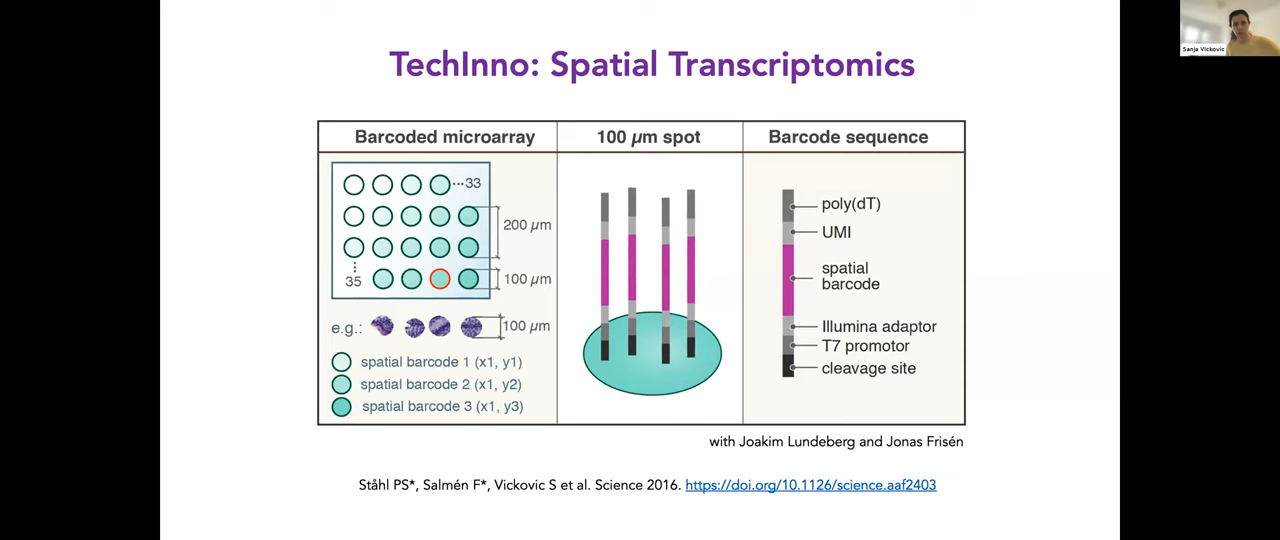 TechInno: Spatial Transcriptomics
Sanja Vickovic
Barcoded microarray
100 µm spot
Barcode sequence
···33
200 µm
100 µm
35
e.g.:
100 µm
spatial barcode 1 (x1, y1)
spatial barcode 2 (x1, y2)
spatial barcode 3 (x1, y3)
poly(dT)
UMI
spatial
barcode
Illumina adaptor
T7 promotor
cleavage site
with Joakim Lundeberg and Jonas Frisén
Ståhl PS*, Salmén F*, Vickovic S et al. Science 2016. https://doi.org/10.1126/science.aaf2403